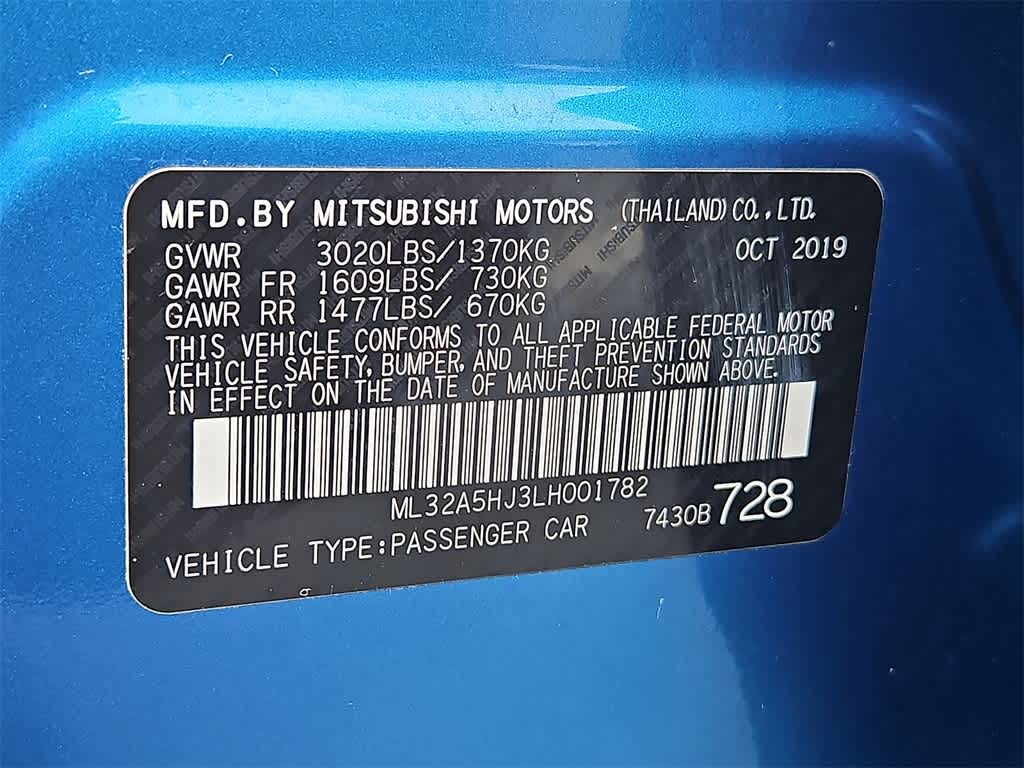 MFD.BY MITSUBISHI MOTORS (THAILAND)CO.,LTD.
GVWR 3020LBS/1370KG OCT 2019
GAWR FR 1609LBS/ 730KG
GAWR RR 1477LBS/ 670KG
THIS VEHICLE CONFORMS TO ALL APPLICABLE FEDERAL MOTOR
VEHICLE SAFETY, BUMPER, AND THEFT PREVENTION STANDARDS
IN EFFECT ON THE DATE OF MANUFACTURE SHOWN ABOVE.
ML32A5HJ3LH001782
7430B 728
VEHICLE TYPE:PASSENGER CAR